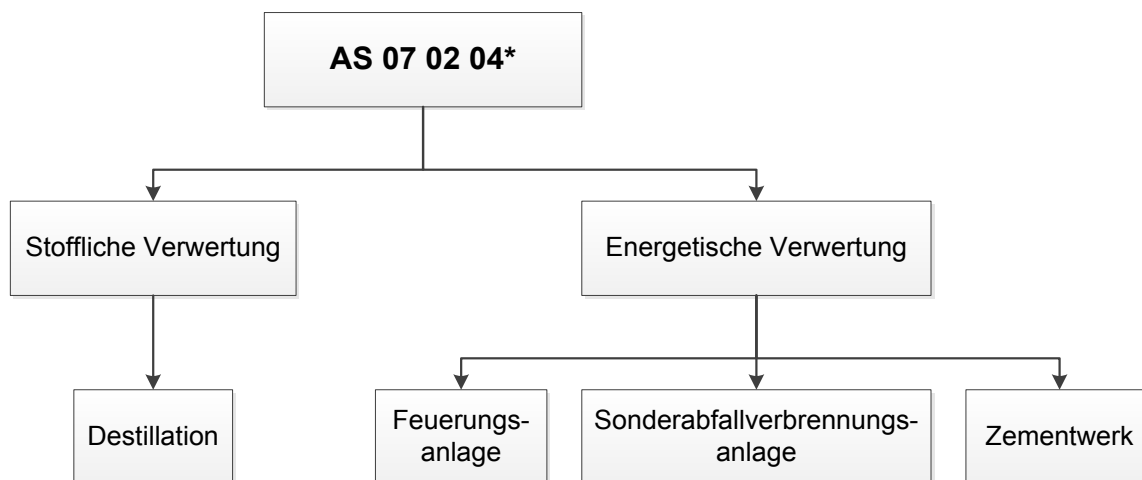 AS 07 02 04*
Stoffliche Verwertung
Energetische Verwertung
Destillation
Feuerungs-
anlage
Sonderabfallverbrennungs-
anlage
Zementwerk